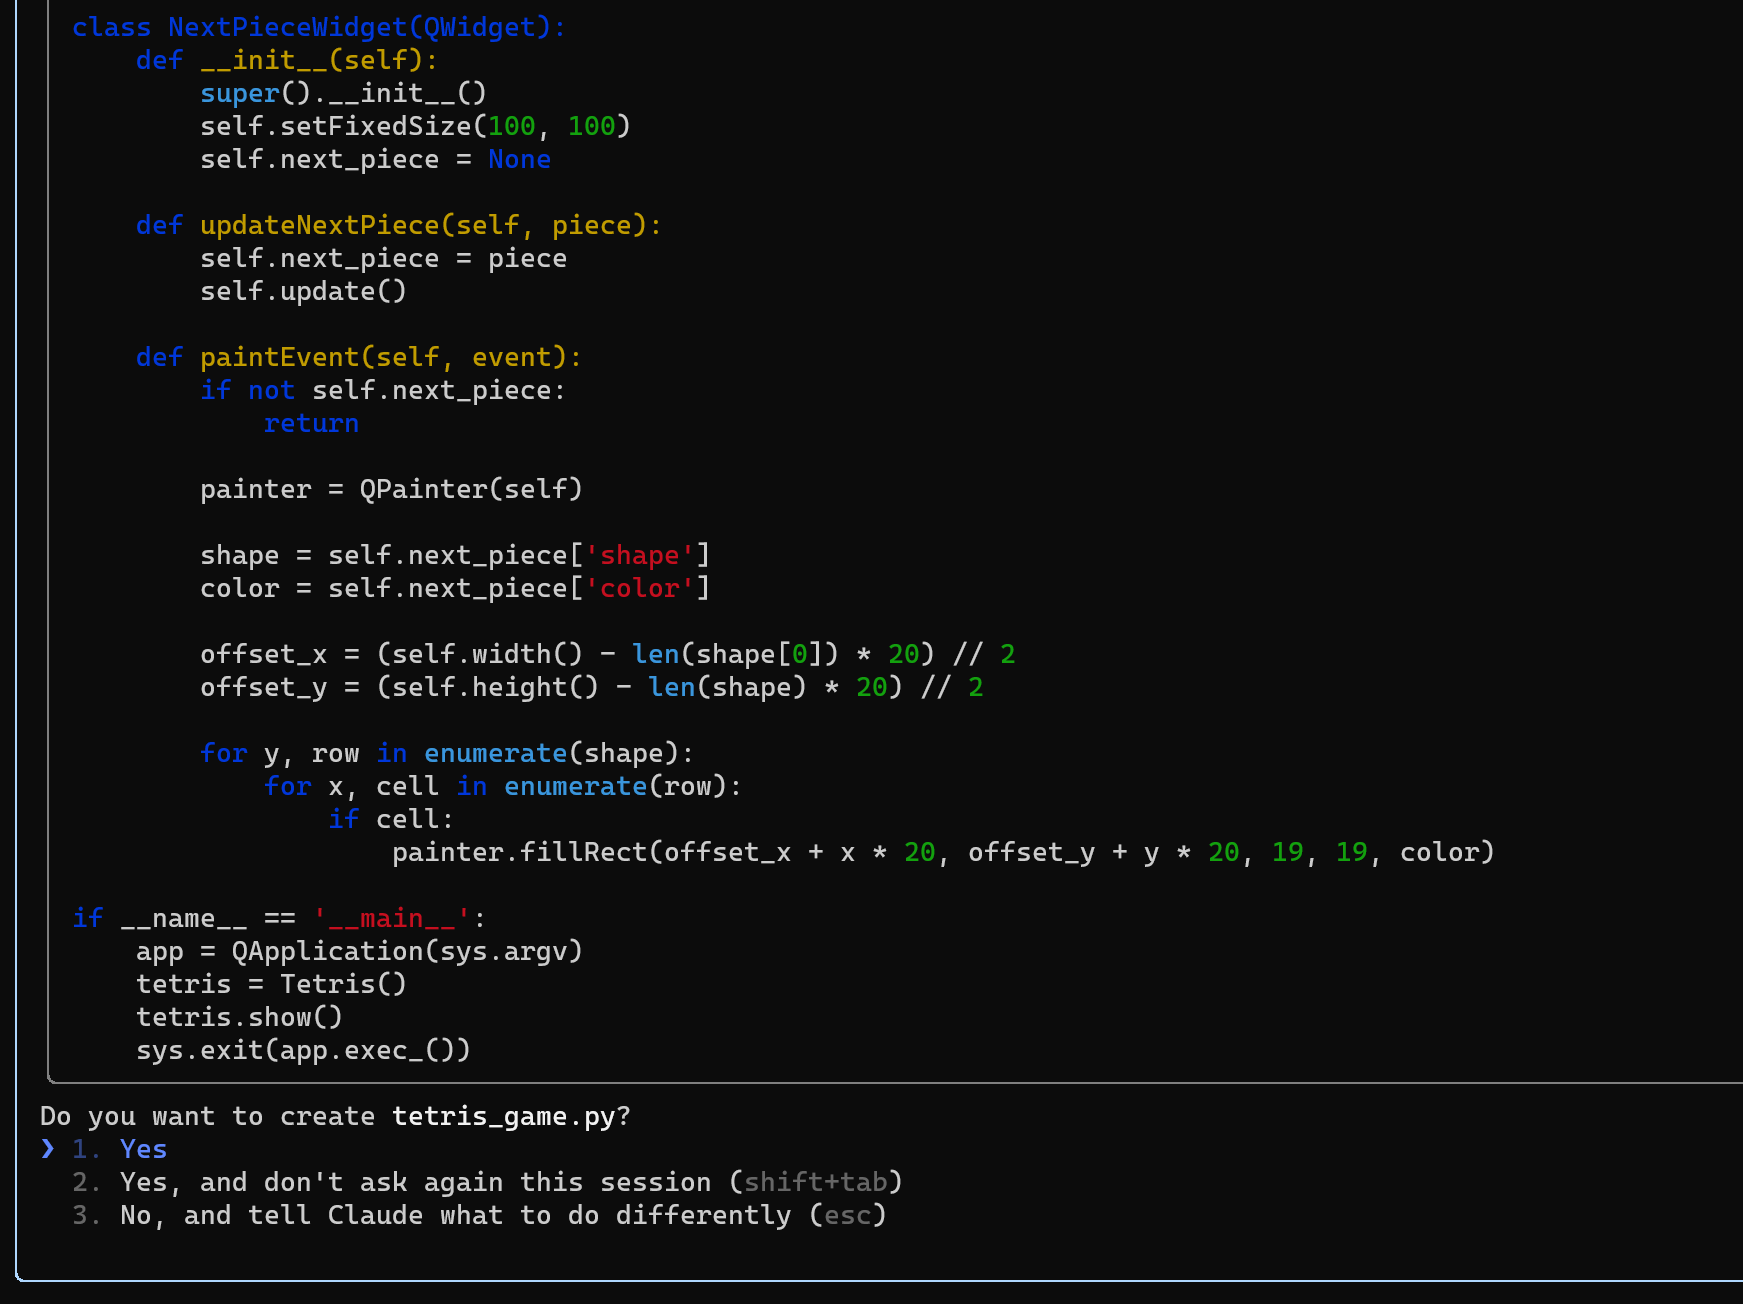 class NextPieceWidget(QWidget):
    def __init__(self):
        super().__init__()
        self.setFixedSize(100, 100)
        self.next_piece = None

    def updateNextPiece(self, piece):
        self.next_piece = piece
        self.update()

    def paintEvent(self, event):
        if not self.next_piece:
            return

        painter = QPainter(self)

        shape = self.next_piece['shape']
        color = self.next_piece['color']

        offset_x = (self.width() - len(shape[0]) * 20) // 2
        offset_y = (self.height() - len(shape) * 20) // 2

        for y, row in enumerate(shape):
            for x, cell in enumerate(row):
                if cell:
                    painter.fillRect(offset_x + x * 20, offset_y + y * 20, 19, 19, color)

if __name__ == '__main__':
    app = QApplication(sys.argv)
    tetris = Tetris()
    tetris.show()
    sys.exit(app.exec_())

Do you want to create tetris_game.py?
❯ 1. Yes
  2. Yes, and don't ask again this session (shift+tab)
  3. No, and tell Claude what to do differently (esc)